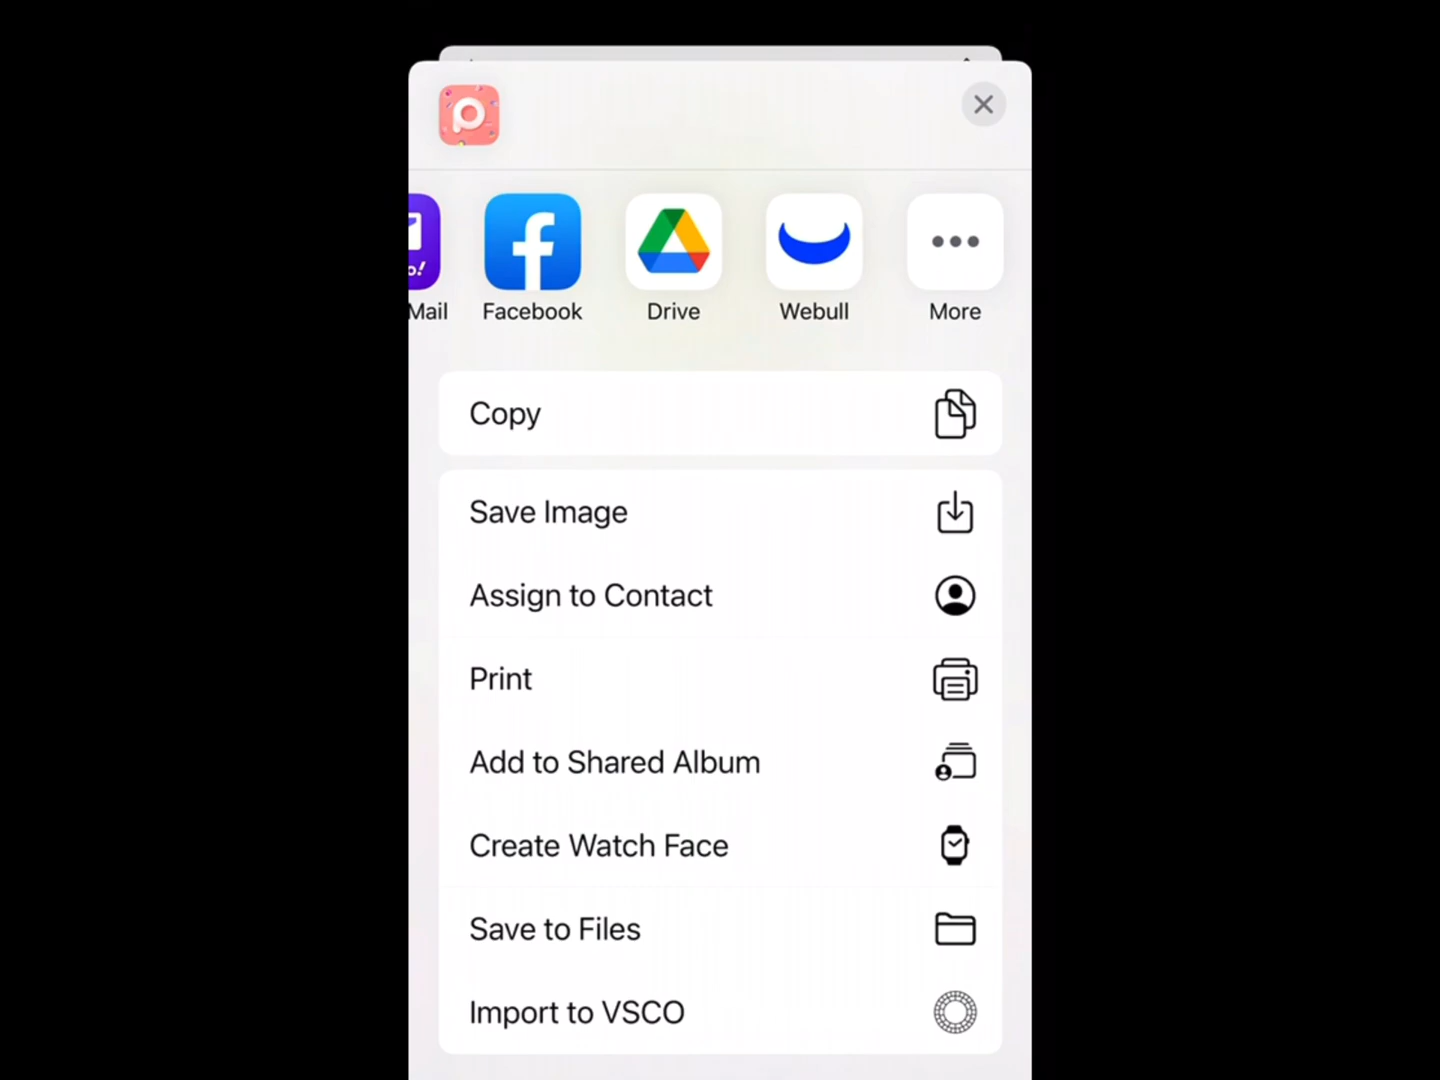 o!
Mail
Facebook
Drive
Webull
More
Copy
Save Image
Assign to Contact
Print
Add to Shared Album
Create Watch Face
Save to Files
Import to VSCO